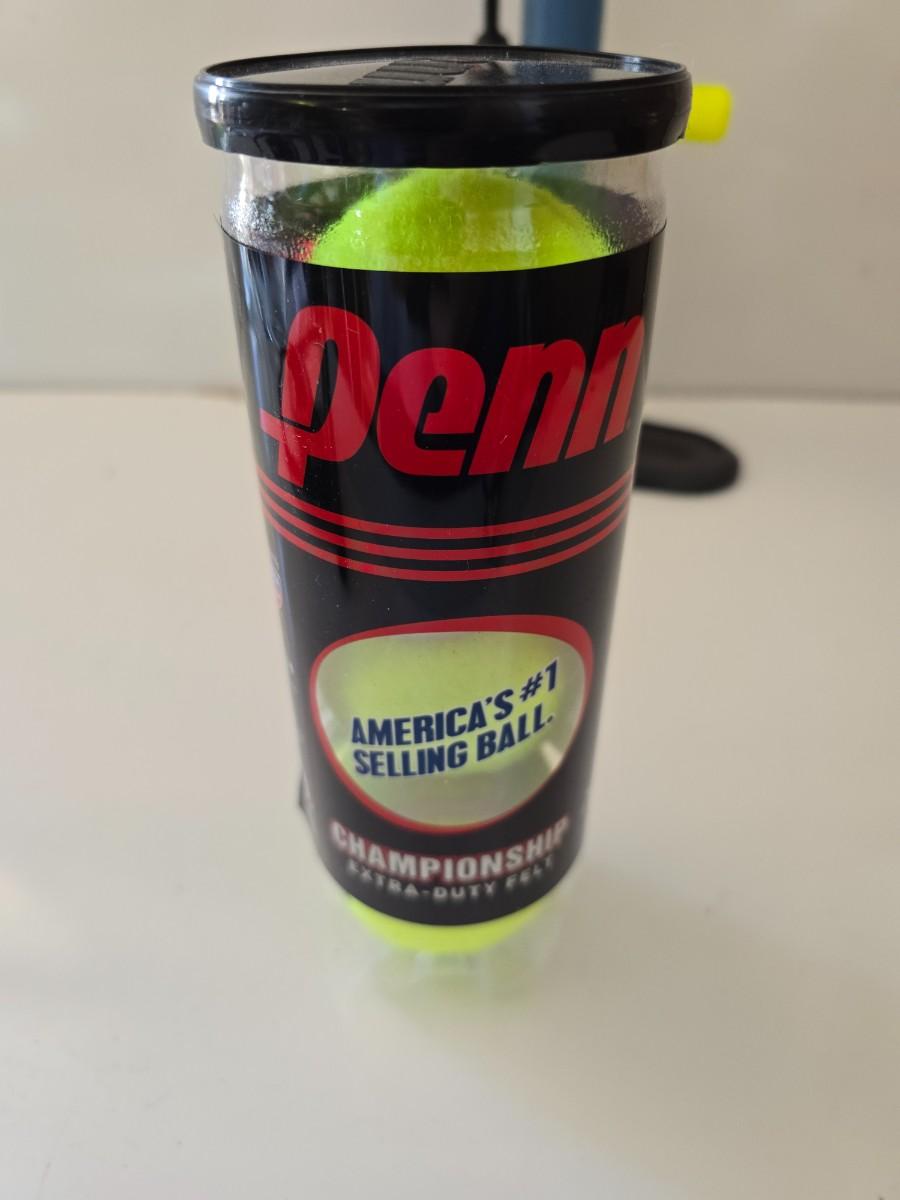 Penn
AMERICA'S #1
SELLING BALL.
CHAMPIONSHIP
EXTRA-DUTY FELT